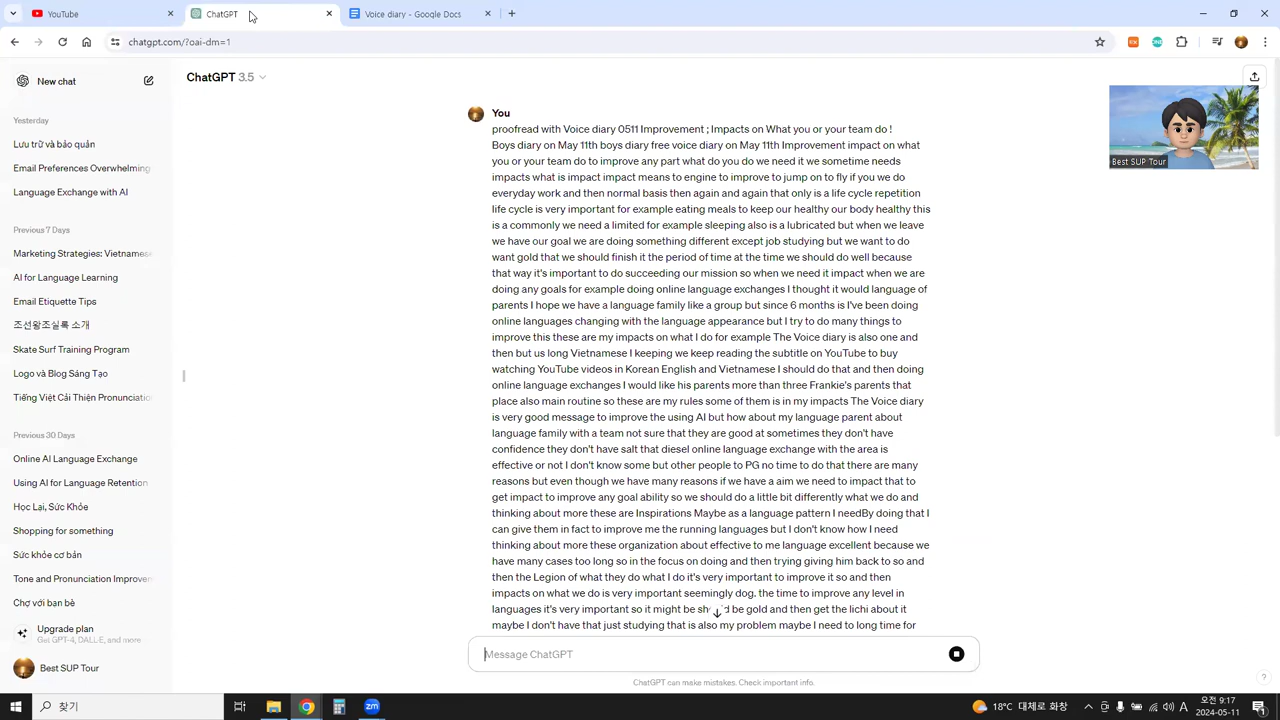 YouTube
ChatGPT
Voice diary - Google Docs
chatgpt.com/?oai-dm=1
New chat
Yesterday
Lưu trữ và bảo quản
Email Preferences Overwhelming
Language Exchange with AI
Previous 7 Days
Marketing Strategies: Vietnamese
AI for Language Learning
Email Etiquette Tips
조선왕조실록 소개
Skate Surf Training Program
Logo và Blog Sáng Tạo
Tiếng Việt Cải Thiện Pronunciation
Previous 30 Days
Online AI Language Exchange
Using AI for Language Retention
Học Lại, Sức Khỏe
Shopping for something
Sức khỏe cơ bản
Tone and Pronunciation Improvem
Chợ với bạn bè
Upgrade plan
Get GPT-4, DALL·E, and more
Best SUP Tour
ChatGPT 3.5
You
proofread with Voice diary 0511 Improvement ; Impacts on What you or your team do !
Boys diary on May 11th boys diary free voice diary on May 11th Improvement impact on what
you or your team do to improve any part what do you do we need it we sometime needs
impacts what is impact impact means to engine to improve to jump on to fly if you we do
everyday work and then normal basis then again and again that only is a life cycle repetition
life cycle is very important for example eating meals to keep our healthy our body healthy this
is a commonly we need a limited for example sleeping also is a lubricated but when we leave
we have our goal we are doing something different except job studying but we want to do
want gold that we should finish it the period of time at the time we should do well because
that way it's important to do succeeding our mission so when we need it impact when we are
doing any goals for example doing online language exchanges I thought it would language of
parents I hope we have a language family like a group but since 6 months is I've been doing
online languages changing with the language appearance but I try to do many things to
improve this these are my impacts on what I do for example The Voice diary is also one and
then but us long Vietnamese I keeping we keep reading the subtitle on YouTube to buy
watching YouTube videos in Korean English and Vietnamese I should do that and then doing
online language exchanges I would like his parents more than three Frankie's parents that
place also main routine so these are my rules some of them is in my impacts The Voice diary
is very good message to improve the using AI but how about my language parent about
language family with a team not sure that they are good at sometimes they don't have
confidence they don't have salt that diesel online language exchange with the area is
effective or not I don't know some but other people to PG no time to do that there are many
reasons but even though we have many reasons if we have a aim we need to impact that to
get impact to improve any goal ability so we should do a little bit differently what we do and
thinking about more these are Inspirations Maybe as a language pattern I needBy doing that I
can give them in fact to improve me the running languages but I don't know how I need
thinking about more these organization about effective to me language excellent because we
have many cases too long so in the focus on doing and then trying giving him back to so and
then the Legion of what they do what I do it's very important to improve it so and then
impacts on what we do is very important seemingly dog. the time to improve any level in
languages it's very important so it might be should be gold and then get the lichi about it
maybe I don't have that just studying that is also my problem maybe I need to long time for
Message ChatGPT
ChatGPT can make mistakes. Check important info.
Best SUP Tour
찾기
18°C 대체로 화창
A
오전 9:17
2024-05-11